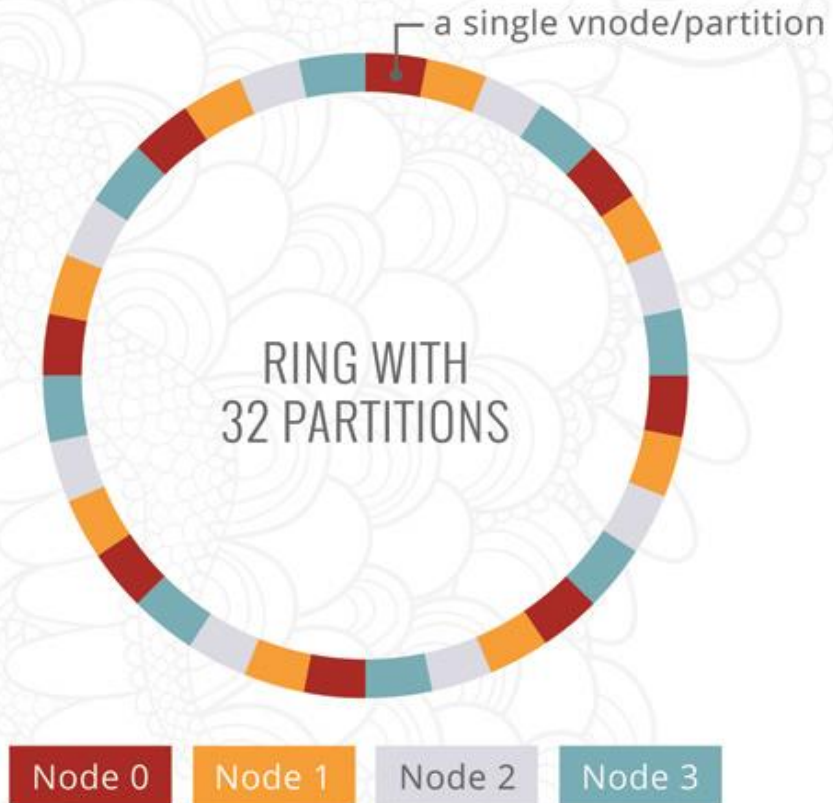 a single vnode/partition
RING WITH
32 PARTITIONS
Node 0 Node 1 Node 2 Node 3